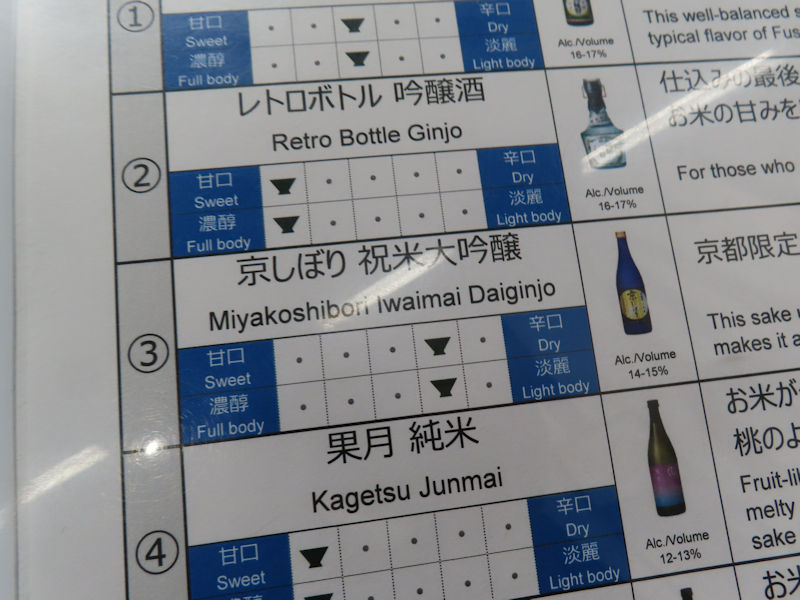 ①
甘口
Sweet
濃醇
Full body
辛口
Dry
淡麗
Light body
Alc./Volume
16-17%
This well-balanced
typical flavor of
②
レトロボトル 吟醸酒
Retro Bottle Ginjo
甘口
Sweet
濃醇
Full body
辛口
Dry
淡麗
Light body
Alc./Volume
16-17%
仕込みの最後
お米の甘みを
For those who
③
京しぼり 祝米大吟醸
Miyakoshibori Iwaimai Daiginjo
甘口
Sweet
濃醇
Full body
辛口
Dry
淡麗
Light body
Alc./Volume
14-15%
京都限定
This sake
makes it
④
果月 純米
Kagetsu Junmai
甘口
Sweet
辛口
Dry
淡麗
Light body
Alc./Volume
12-13%
お米が
桃のよ
melty
sake
お米